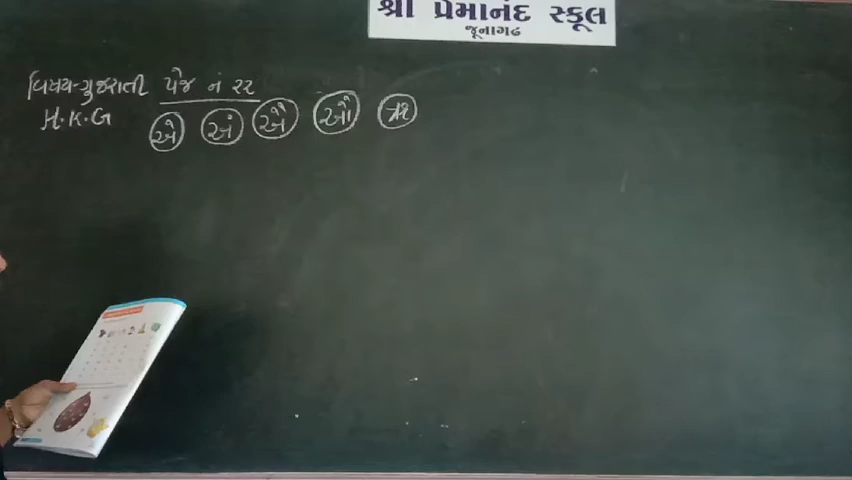 શ્રી પ્રેમાનંદ સ્કૂલ
જૂનાગઢ
વિષય-ગુજરાતી પેજ નં ૨૨
H.K.G
એ અં ઐ ઔ ઋ